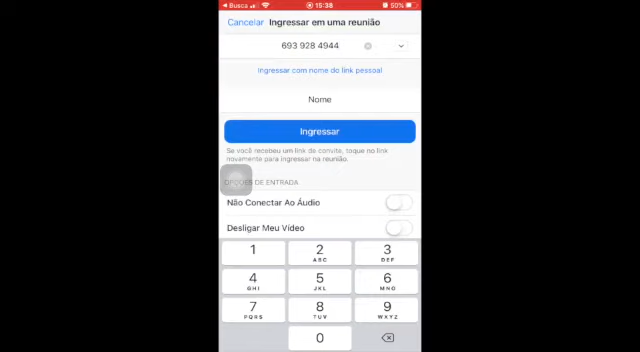 Busca
15:38
50%
Cancelar Ingressar em uma reunião
693 928 4944
Ingressar com nome do link pessoal
Nome
Ingressar
Se você recebeu um link de convite, toque no link
novamente para ingressar na reunião.
OPÇÕES DE ENTRADA
Não Conectar Ao Áudio
Desligar Meu Vídeo
1 2 3
ABC DEF
4 5 6
GHI JKL MNO
7 8 9
PQRS TUV WXYZ
0